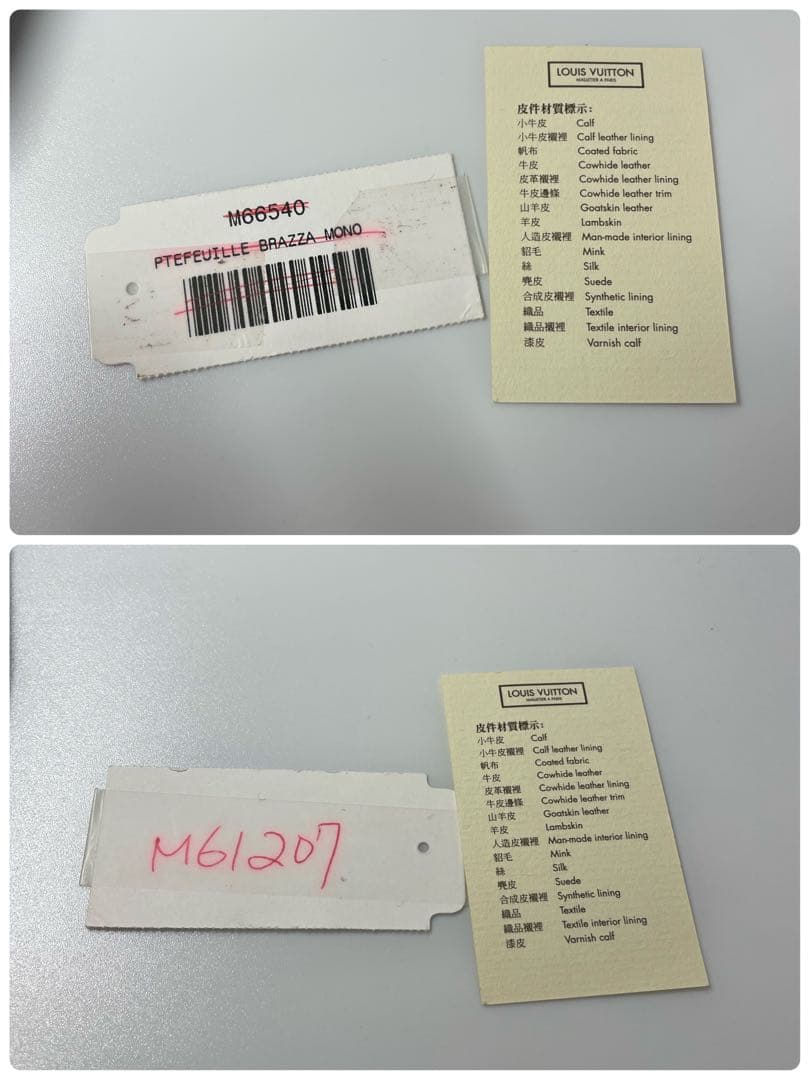 M66540
PTEFEUILLE BRAZZA MONO
LOUIS VUITTON
MALLETIER A PARIS
皮件材質標示：
小牛皮 Calf
小牛皮襯裡 Calf leather lining
帆布 Coated fabric
牛皮 Cowhide leather
皮革襯裡 Cowhide leather lining
牛皮邊條 Cowhide leather trim
山羊皮 Goatskin leather
羊皮 Lambskin
人造皮襯裡 Man-made interior lining
貂毛 Mink
絲 Silk
麂皮 Suede
合成皮襯裡 Synthetic lining
織品 Textile
織品襯裡 Textile interior lining
漆皮 Varnish calf
M61207
LOUIS VUITTON
MALLETIER A PARIS
皮件材質標示：
小牛皮 Calf
小牛皮襯裡 Calf leather lining
帆布 Coated fabric
牛皮 Cowhide leather
皮革襯裡 Cowhide leather lining
牛皮邊條 Cowhide leather trim
山羊皮 Goatskin leather
羊皮 Lambskin
人造皮襯裡 Man-made interior lining
貂毛 Mink
絲 Silk
麂皮 Suede
合成皮襯裡 Synthetic lining
織品 Textile
織品襯裡 Textile interior lining
漆皮 Varnish calf